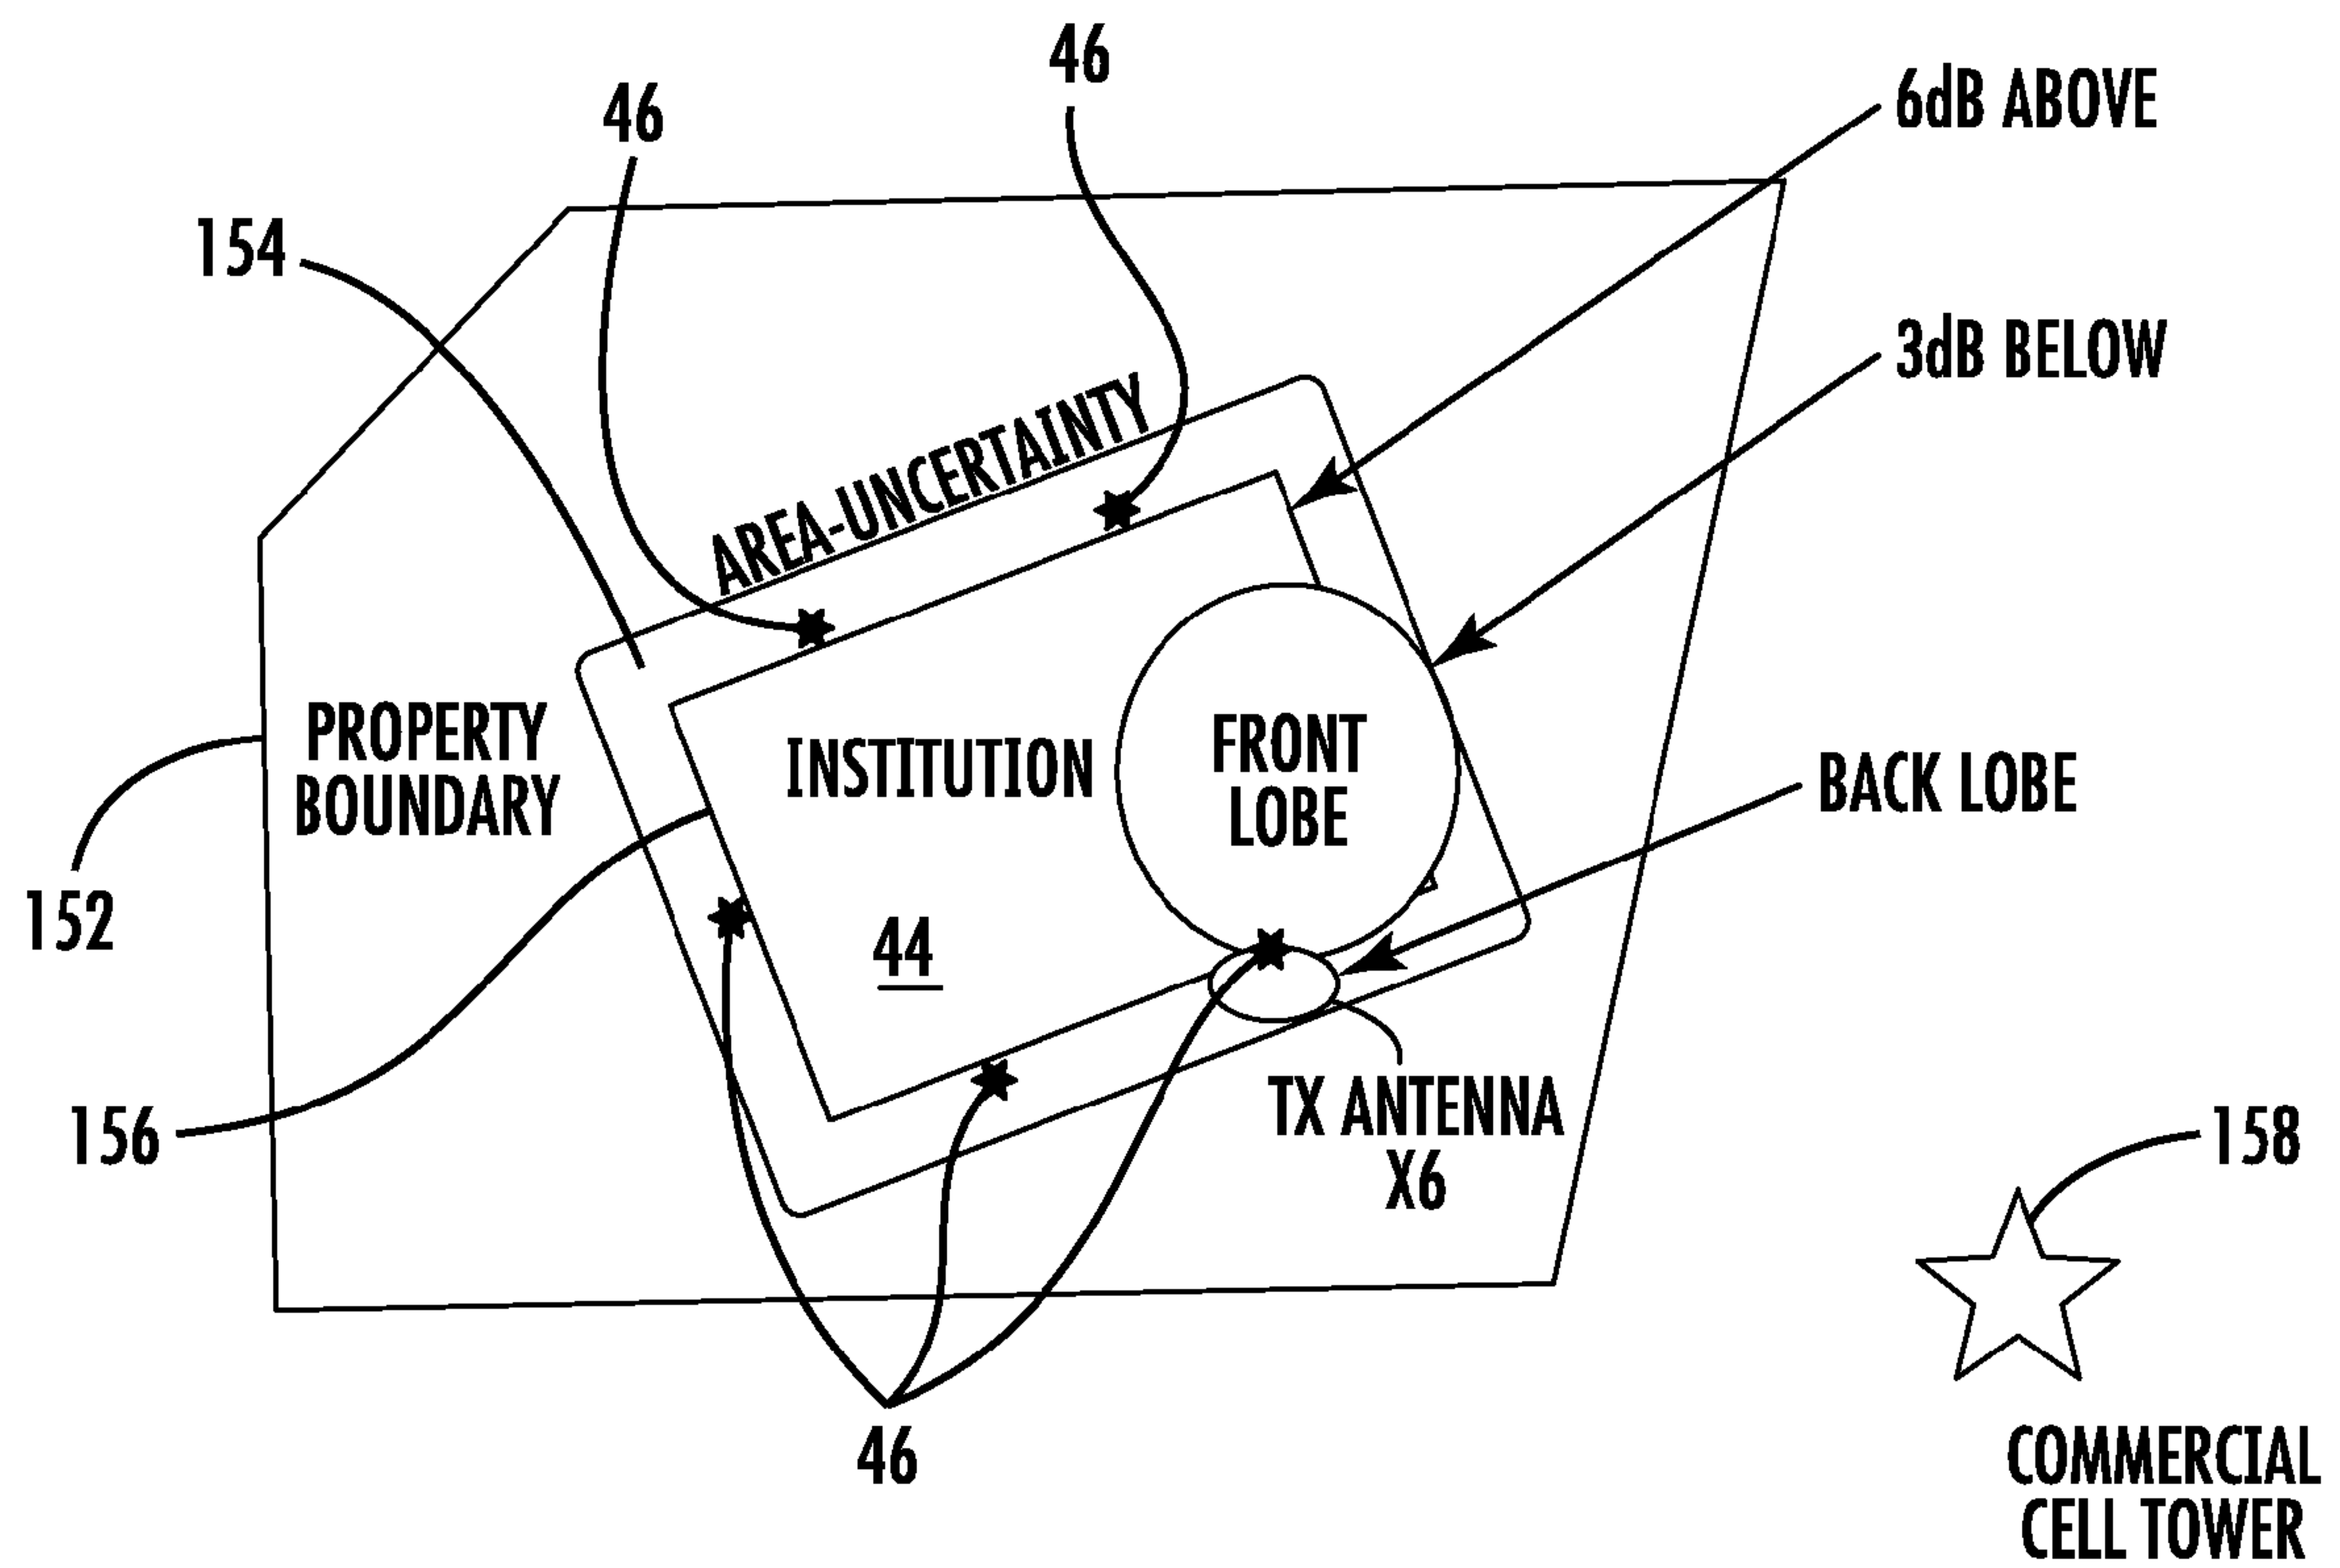 46
46
6dB ABOVE
154
3dB BELOW
AREA-UNCERTAINTY
PROPERTY
BOUNDARY
INSTITUTION
FRONT
LOBE
BACK LOBE
152
44
TX ANTENNA
X6
156
158
46
COMMERCIAL
CELL TOWER